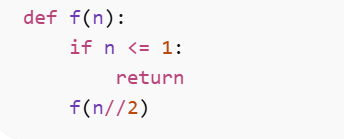 def f(n):
    if n <= 1:
        return
    f(n//2)